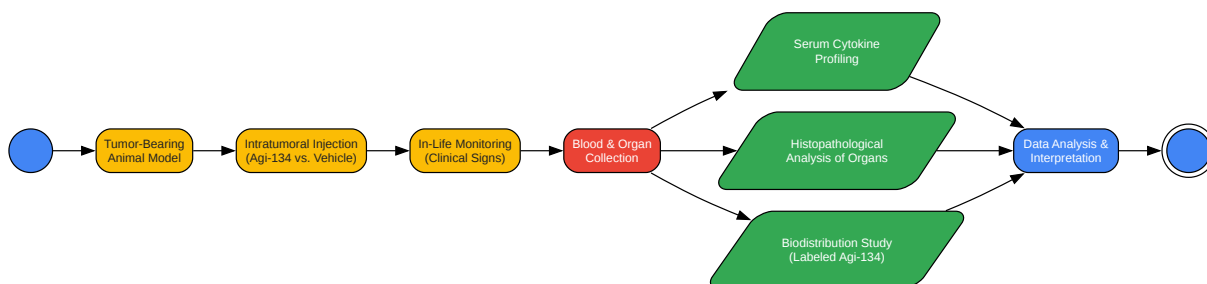 Tumor-Bearing
Animal Model
Intratumoral Injection
(Agi-134 vs. Vehicle)
In-Life Monitoring
(Clinical Signs)
Blood & Organ
Collection
Serum Cytokine
Profiling
Histopathological
Analysis of Organs
Biodistribution Study
(Labeled Agi-134)
Data Analysis &
Interpretation